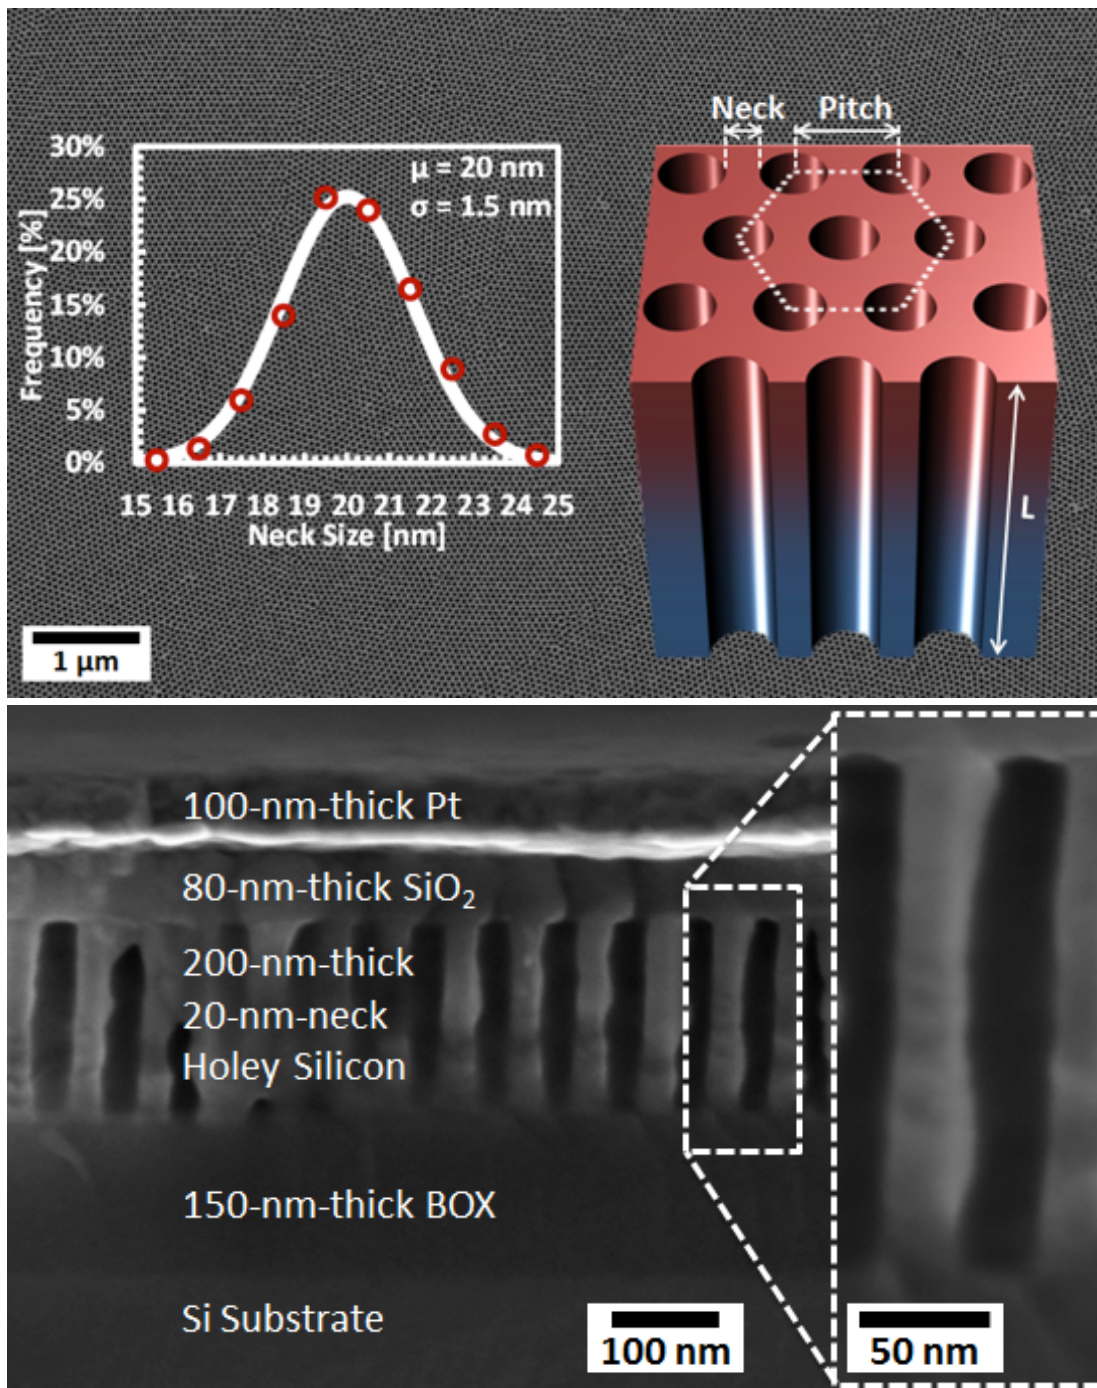 Neck Pitch
30%
25%
20%
15%
10%
5%
0%
Frequency [%]
μ = 20 nm
σ = 1.5 nm
15 16 17 18 19 20 21 22 23 24 25
Neck Size [nm]
L
1 μm
100-nm-thick Pt
80-nm-thick SiO₂
200-nm-thick
20-nm-neck
Holey Silicon
150-nm-thick BOX
Si Substrate
100 nm
50 nm